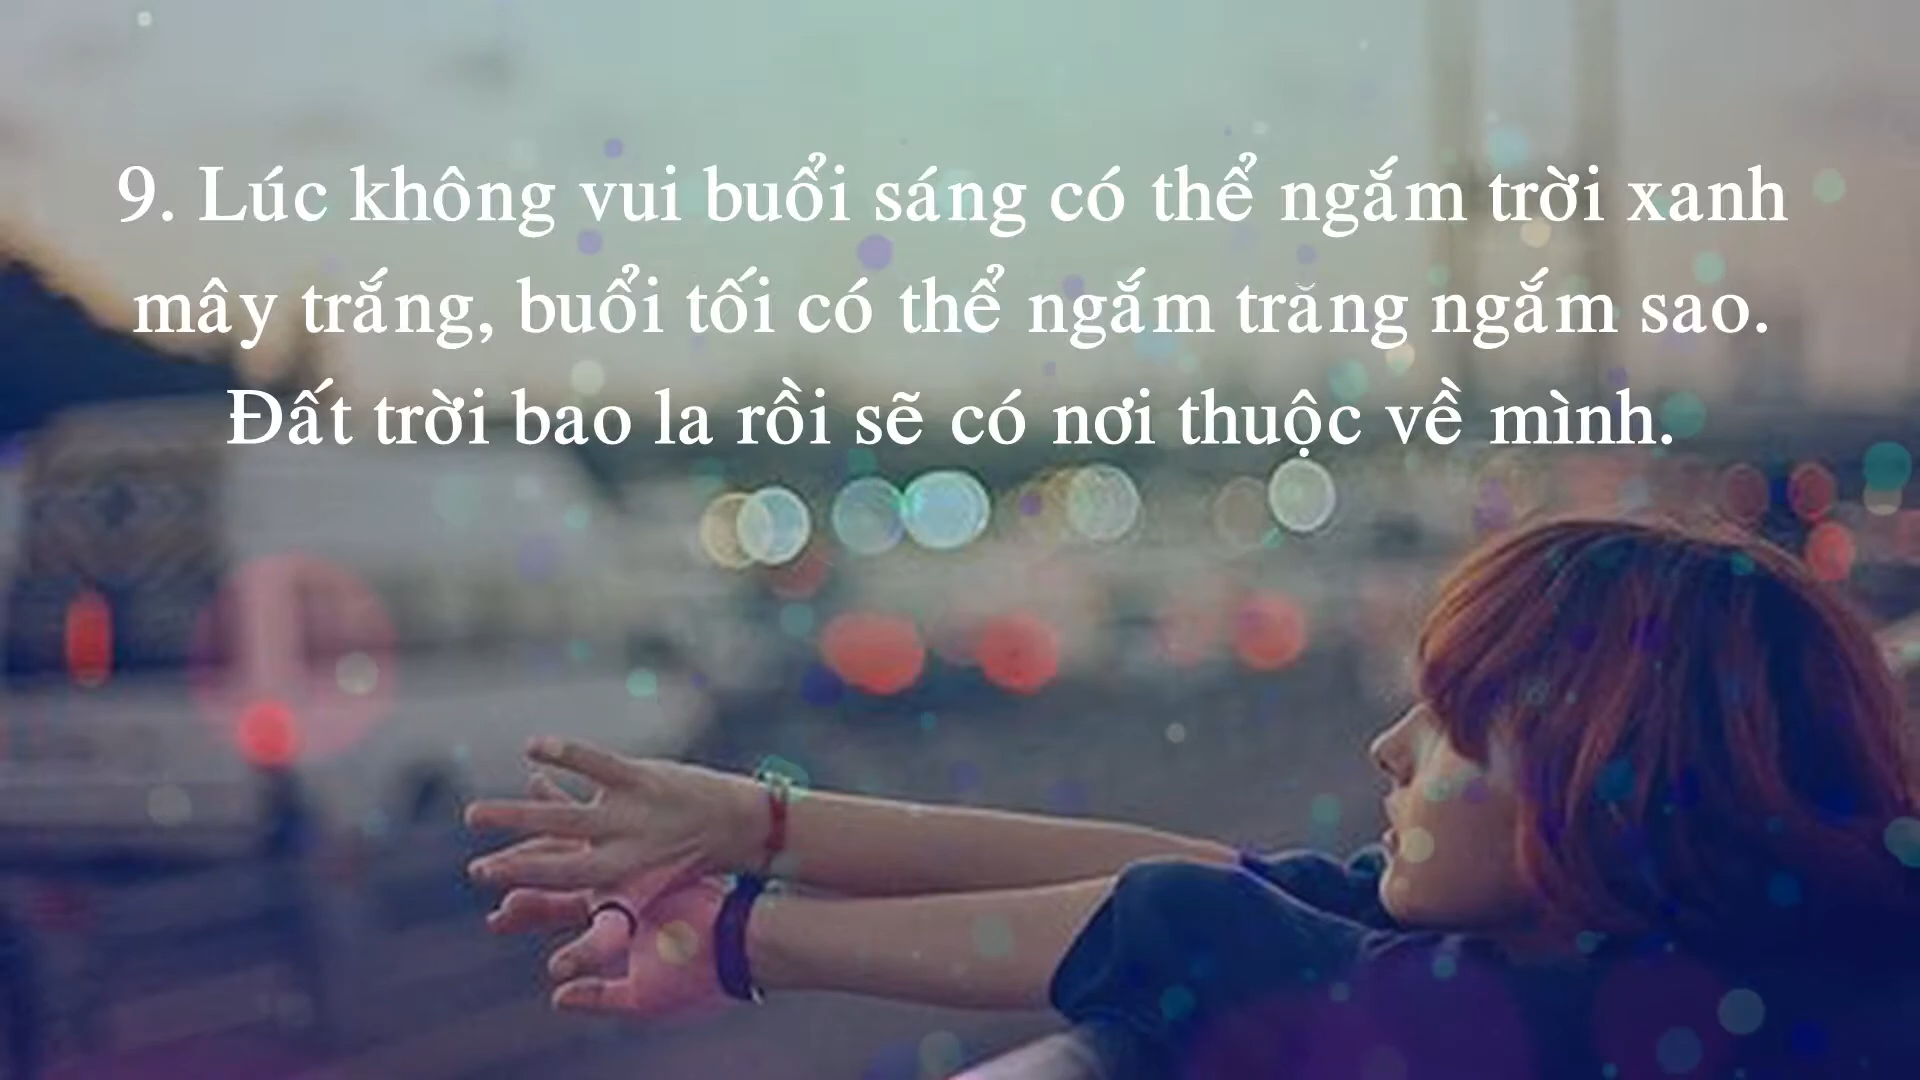 9. Lúc không vui buổi sáng có thể ngắm trời xanh
mây trắng, buổi tối có thể ngắm trăng ngắm sao.
Đất trời bao la rồi sẽ có nơi thuộc về mình.